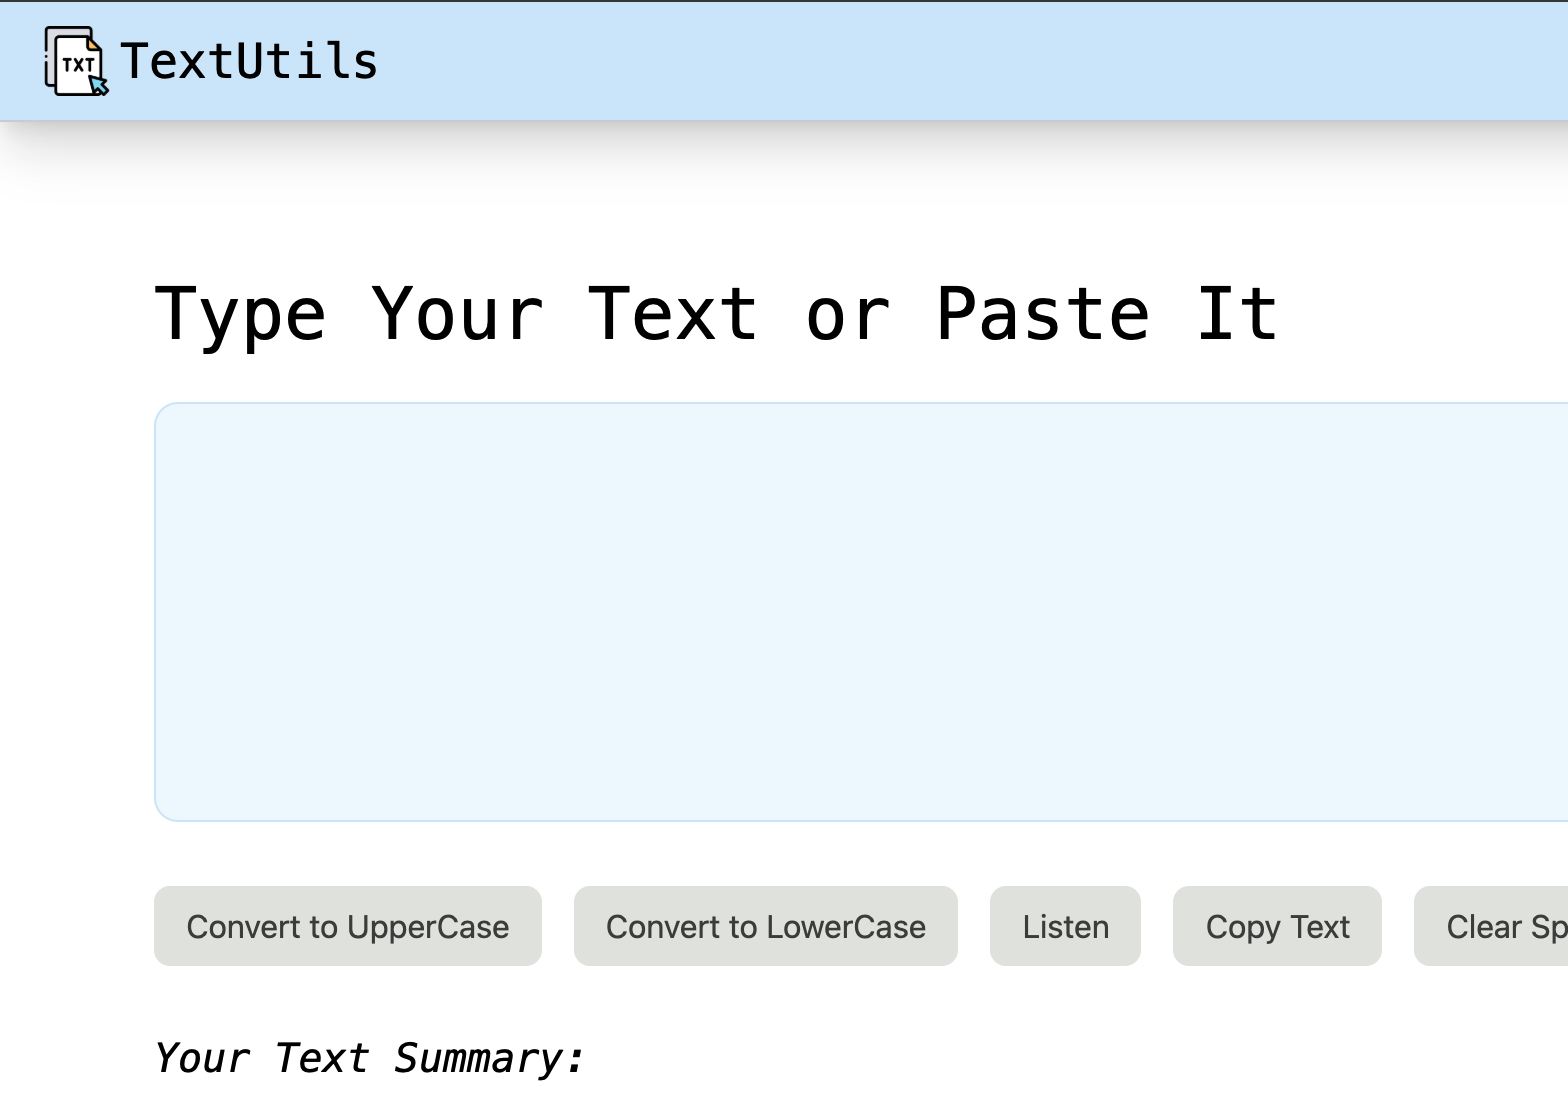 TXT TextUtils
Type Your Text or Paste It
Convert to UpperCase Convert to LowerCase Listen Copy Text Clear Sp
Your Text Summary: